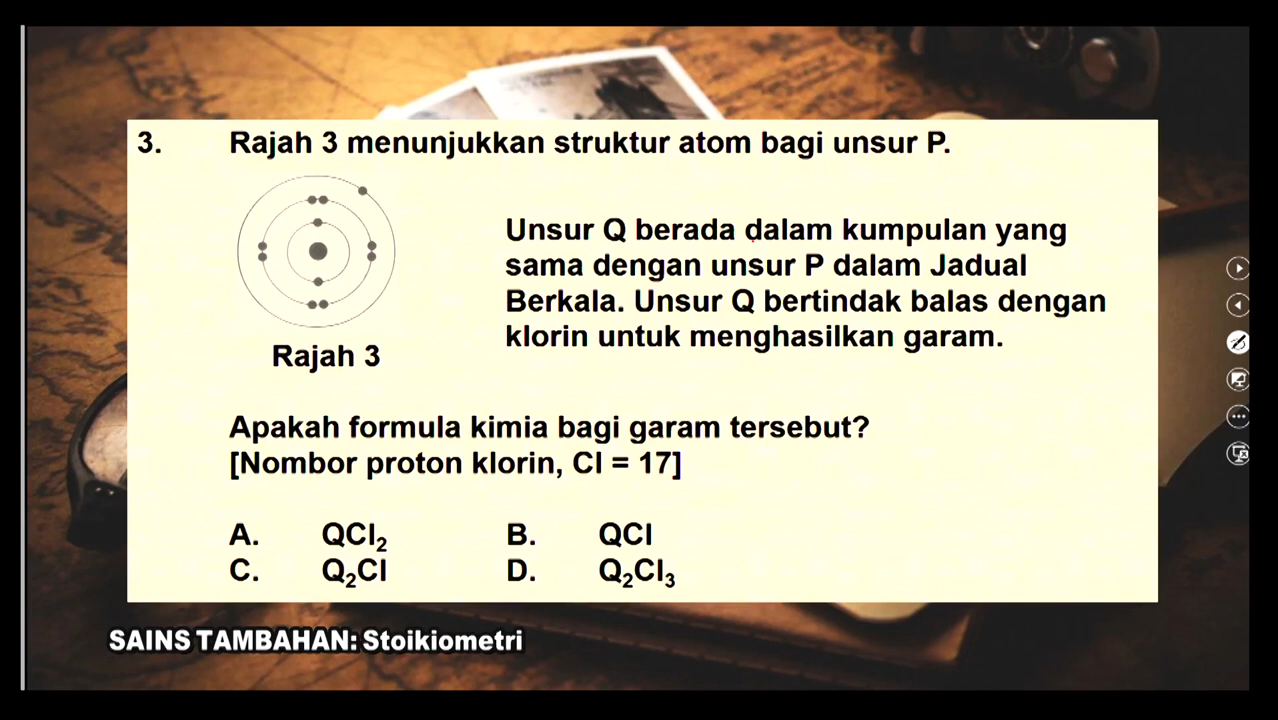 3. Rajah 3 menunjukkan struktur atom bagi unsur P.
Unsur Q berada dalam kumpulan yang
sama dengan unsur P dalam Jadual
Berkala. Unsur Q bertindak balas dengan
klorin untuk menghasilkan garam.
Rajah 3
Apakah formula kimia bagi garam tersebut?
[Nombor proton klorin, Cl = 17]
A. QCl₂ B. QCl
C. Q₂Cl D. Q₂Cl₃
SAINS TAMBAHAN: Stoikiometri